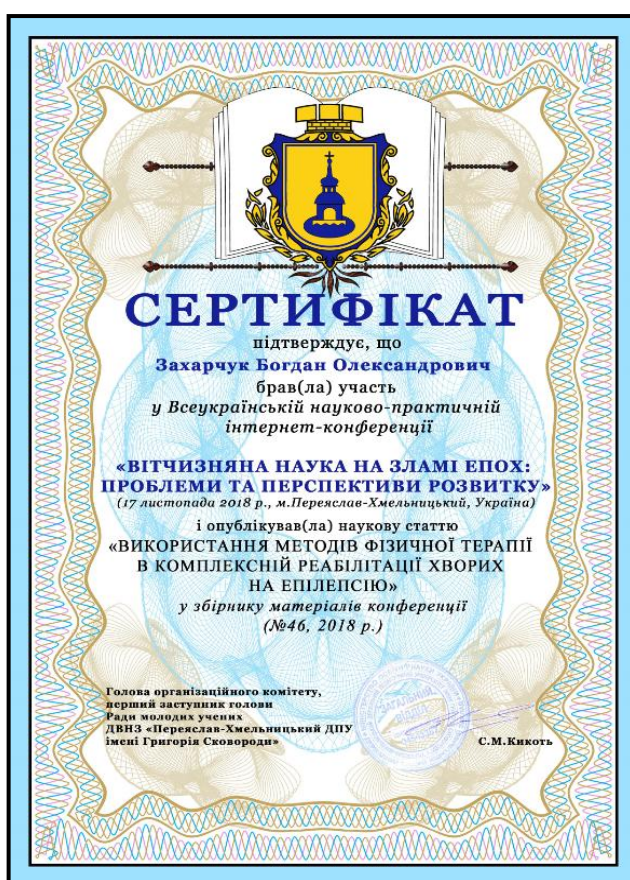 СЕРТИФІКАТ
підтверджує, що
Захарчук Богдан Олександрович
брав(ла) участь
у Всеукраїнській науково-практичній
інтернет-конференції
«ВІТЧИЗНЯНА НАУКА НА ЗЛАМІ ЕПОХ:
ПРОБЛЕМИ ТА ПЕРСПЕКТИВИ РОЗВИТКУ»
(17 листопада 2018 р., м.Переяслав-Хмельницький, Україна)
і опублікував(ла) наукову статтю
«ВИКОРИСТАННЯ МЕТОДІВ ФІЗИЧНОЇ ТЕРАПІЇ
В КОМПЛЕКСНІЙ РЕАБІЛІТАЦІЇ ХВОРИХ
НА ЕПІЛЕПСІЮ»
у збірнику матеріалів конференції
(№46, 2018 р.)
Голова організаційного комітету,
перший заступник голови
Ради молодих учених
ДВНЗ «Переяслав-Хмельницький ДПУ
імені Григорія Сковороди»
С.М.Кикоть